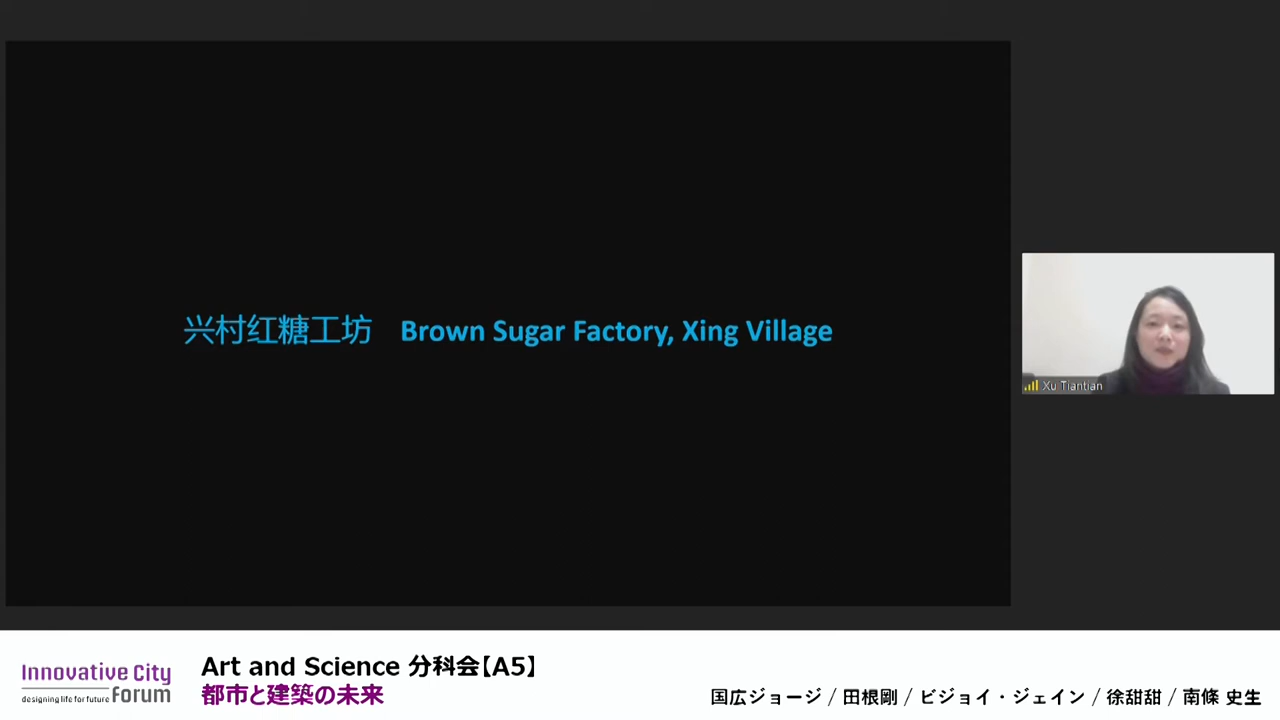 兴村红糖工坊 Brown Sugar Factory, Xing Village
Xu Tiantian
Innovative City
designing life for future Forum
Art and Science 分科会【A5】
都市と建築の未来
国広ジョージ / 田根剛 / ビジョイ・ジェイン / 徐甜甜 / 南條 史生